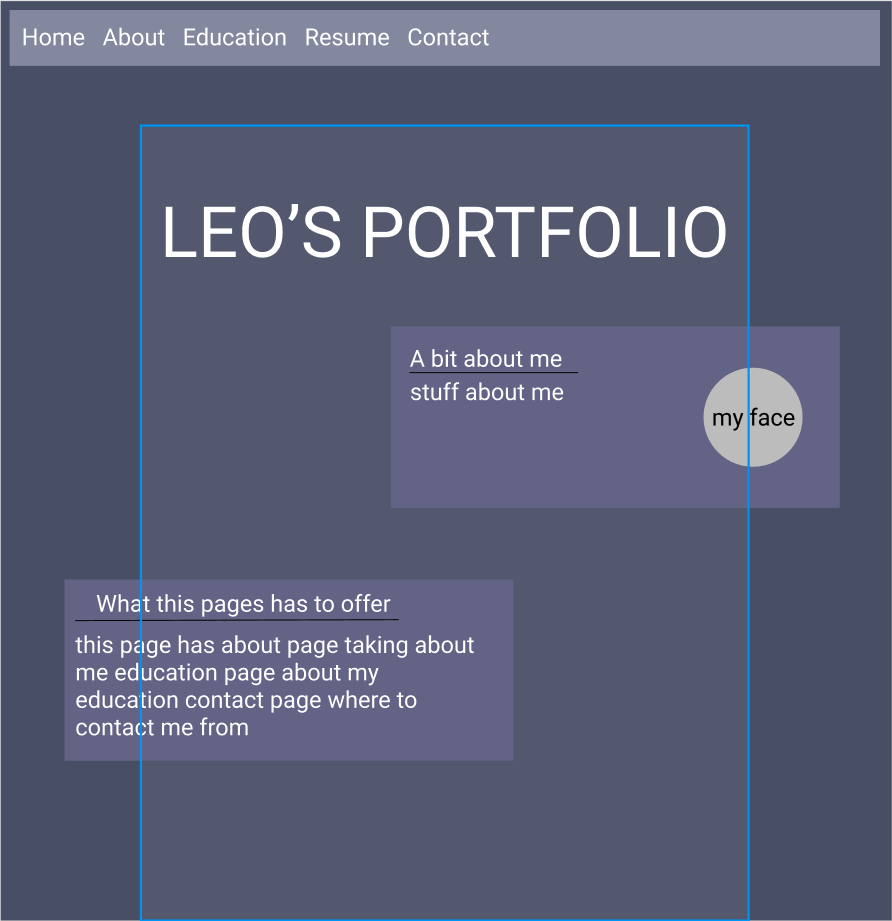 Home About Education Resume Contact
LEO’S PORTFOLIO
A bit about me
stuff about me
my face
What this pages has to offer
this page has about page taking about
me education page about my
education contact page where to
contact me from